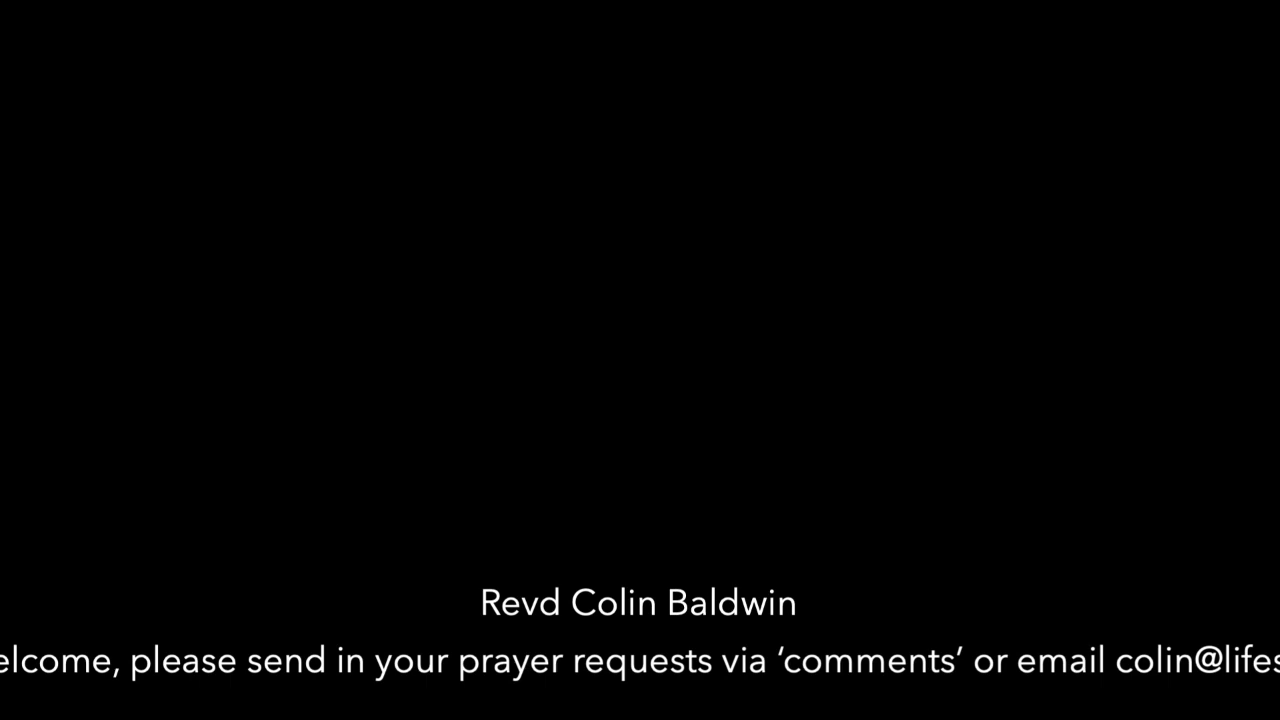 Revd Colin Baldwin
elcome, please send in your prayer requests via ‘comments’ or email colin@lifes